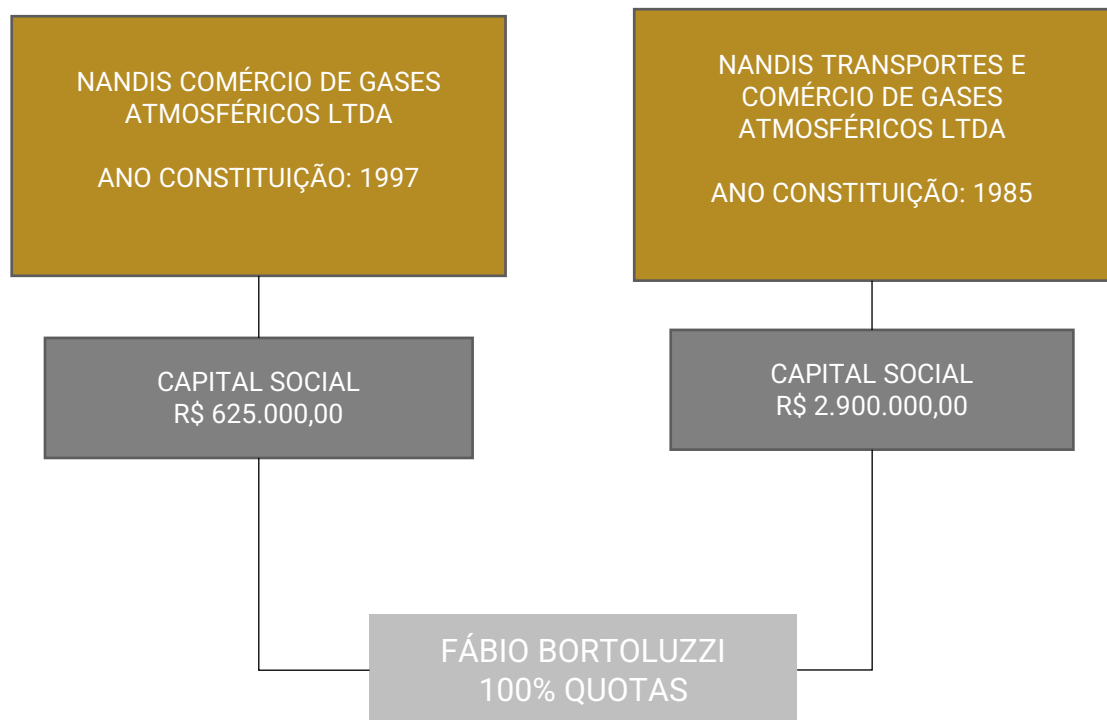 NANDIS COMÉRCIO DE GASES
ATMOSFÉRICOS LTDA
ANO CONSTITUIÇÃO: 1997
NANDIS TRANSPORTES E
COMÉRCIO DE GASES
ATMOSFÉRICOS LTDA
ANO CONSTITUIÇÃO: 1985
CAPITAL SOCIAL
R$ 625.000,00
CAPITAL SOCIAL
R$ 2.900.000,00
FÁBIO BORTOLUZZI
100% QUOTAS